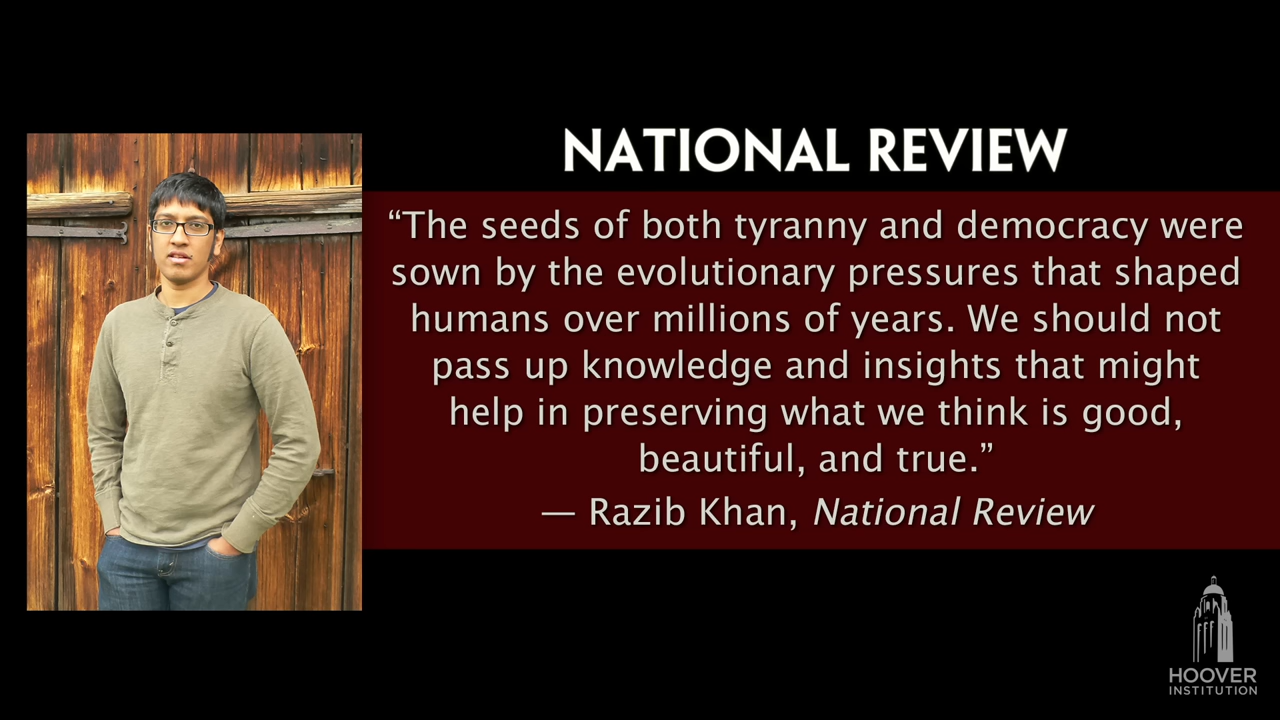 NATIONAL REVIEW
“The seeds of both tyranny and democracy were
sown by the evolutionary pressures that shaped
humans over millions of years. We should not
pass up knowledge and insights that might
help in preserving what we think is good,
beautiful, and true.”
— Razib Khan, National Review
HOOVER
INSTITUTION